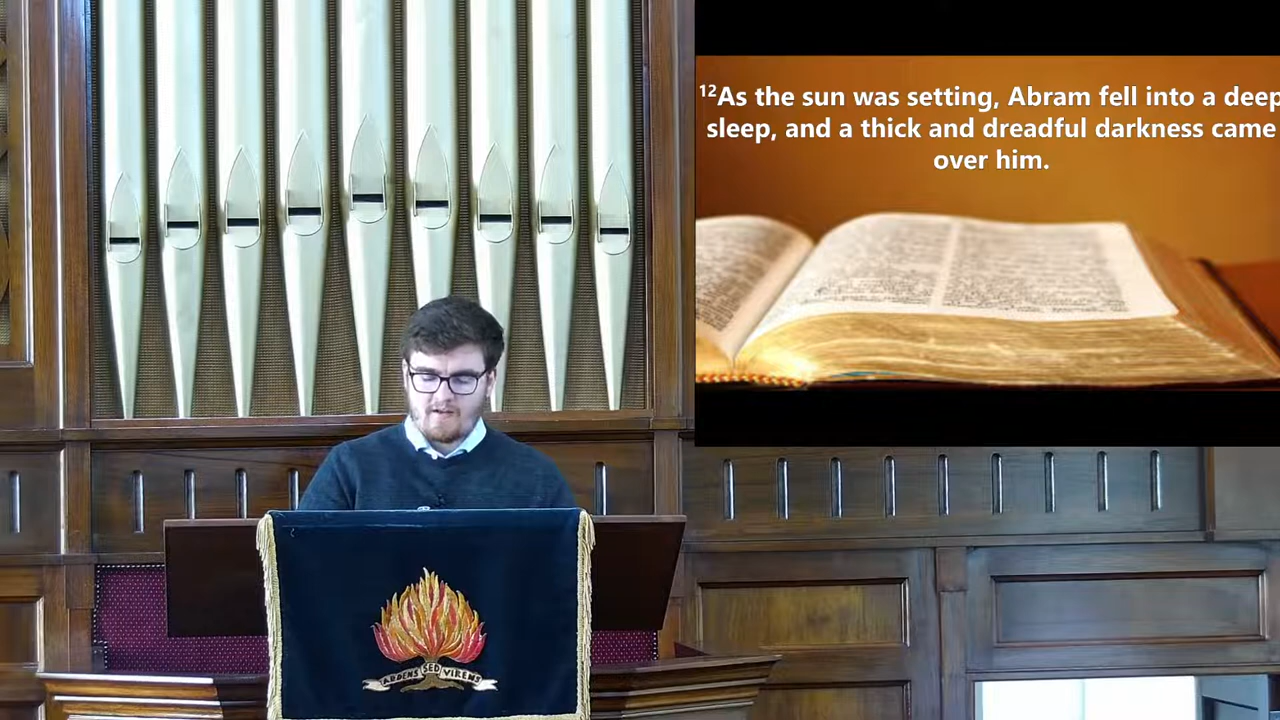 ¹²As the sun was setting, Abram fell into a deep
sleep, and a thick and dreadful darkness came
over him.
ARDENS SED VIRENS